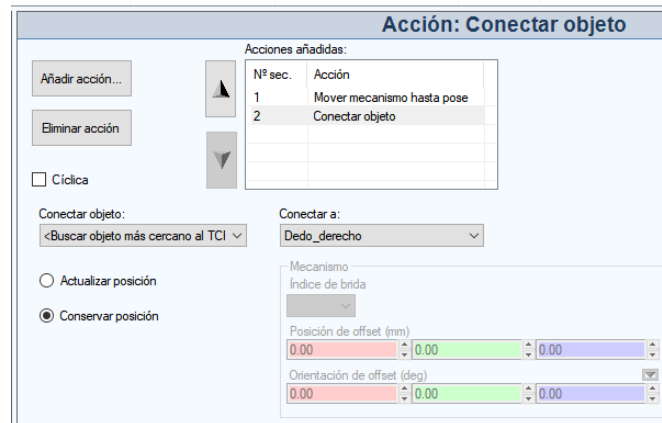 Acción: Conectar objeto
Acciones añadidas:
Añadir acción...
Nº sec. Acción
1 Mover mecanismo hasta pose
2 Conectar objeto
Eliminar acción
Cíclica
Conectar objeto: Conectar a:
<Buscar objeto más cercano al TCI Dedo_derecho
Actualizar posición
Conservar posición
Mecanismo
Índice de brida
Posición de offset (mm)
0.00 0.00 0.00
Orientación de offset (deg)
0.00 0.00 0.00